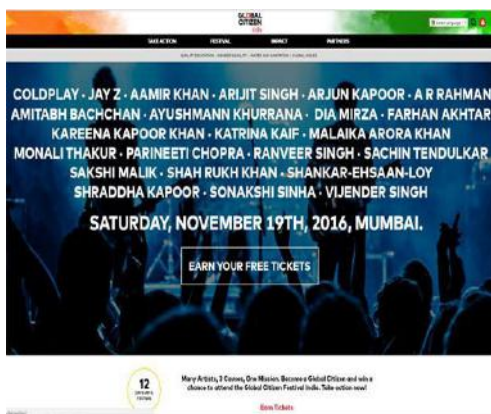 GLOBAL
CITIZEN
TAKE ACTION FESTIVAL IMPACT PARTNERS
COLDPLAY · JAY Z · AAMIR KHAN · ARIJIT SINGH · ARJUN KAPOOR · A R RAHMAN
AMITABH BACHCHAN · AYUSHMANN KHURRANA · DIA MIRZA · FARHAN AKHTAR
KAREENA KAPOOR KHAN · KATRINA KAIF · MALAIKA ARORA KHAN
MONALI THAKUR · PARINEETI CHOPRA · RANVEER SINGH · SACHIN TENDULKAR
SAKSHI MALIK · SHAH RUKH KHAN · SHANKAR-EHSAAN-LOY
SHRADDHA KAPOOR · SONAKSHI SINHA · VIJENDER SINGH
SATURDAY, NOVEMBER 19TH, 2016, MUMBAI.
EARN YOUR FREE TICKETS
12
Many Artists, 3 Causes, One Mission. Become a Global Citizen and win a
chance to attend the Global Citizen Festival India. Take action now!
Earn Tickets